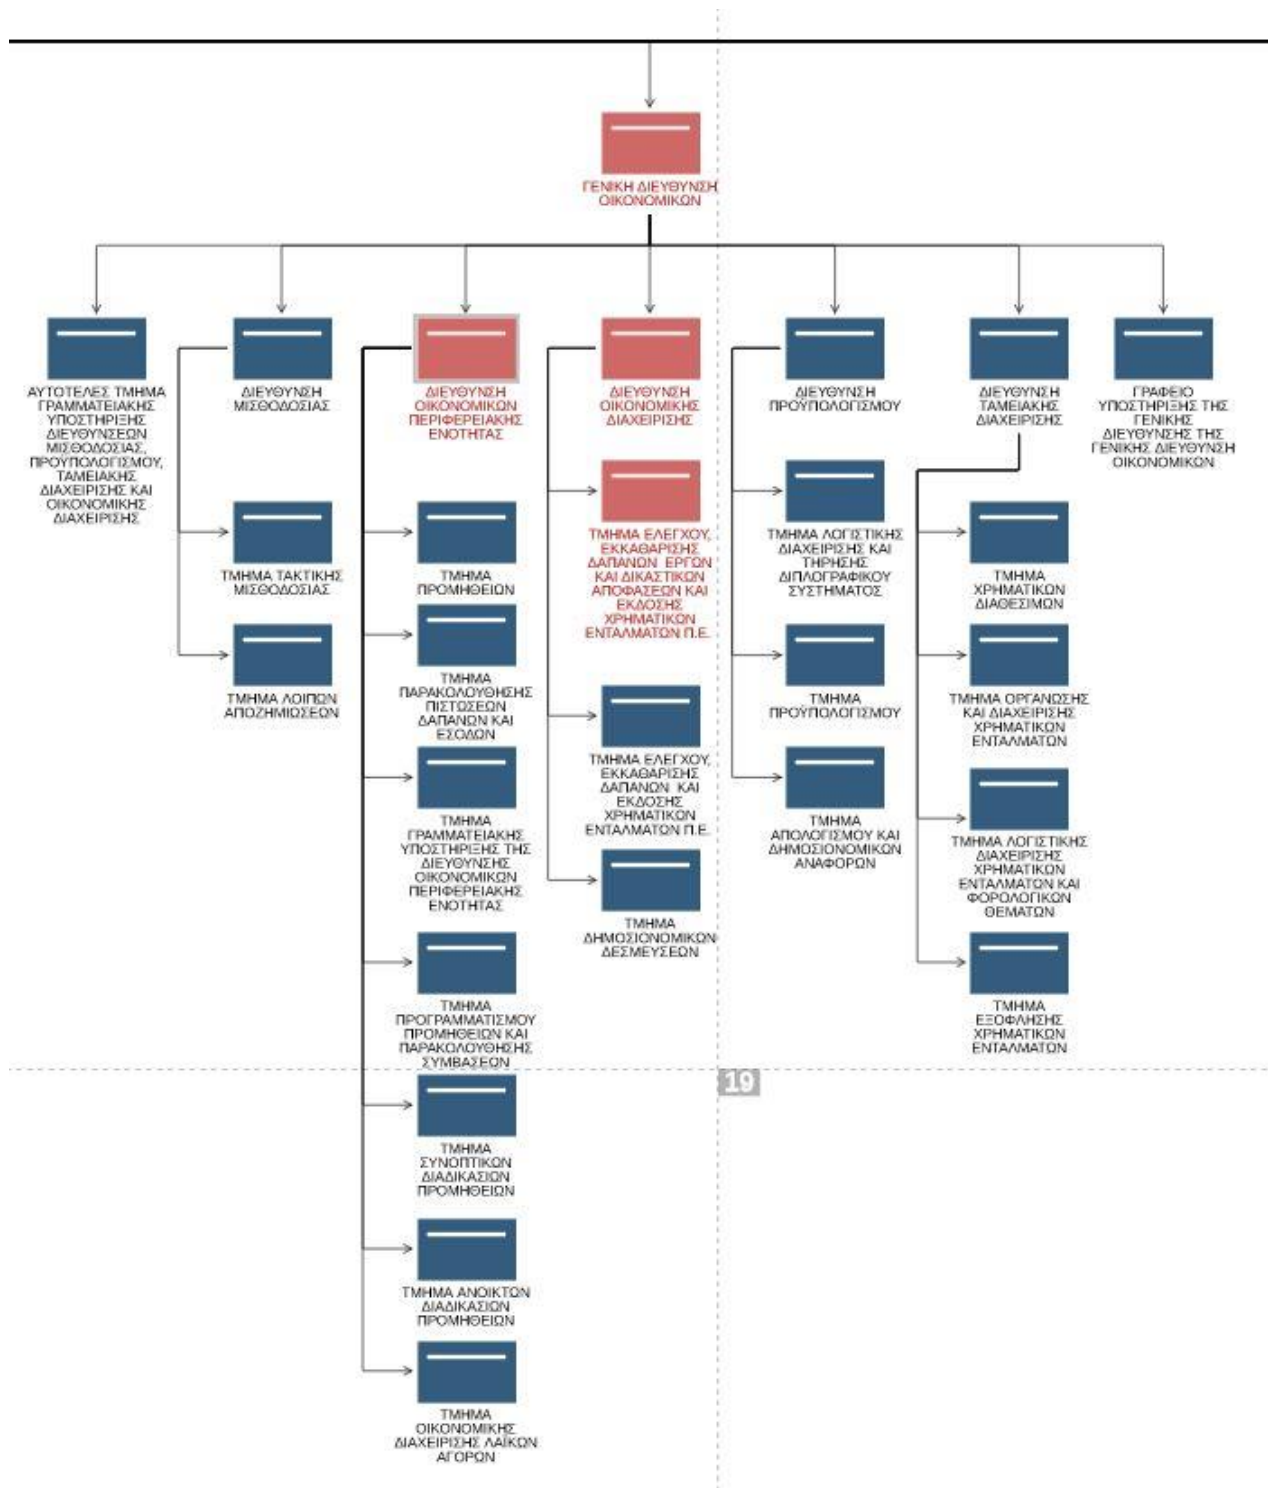 ΓΕΝΙΚΗ ΔΙΕΥΘΥΝΣΗ
ΟΙΚΟΝΟΜΙΚΩΝ
ΑΥΤΟΤΕΛΕΣ ΤΜΗΜΑ
ΓΡΑΜΜΑΤΕΙΑΚΗΣ
ΥΠΟΣΤΗΡΙΞΗΣ
ΔΙΕΥΘΥΝΣΕΩΝ
ΜΙΣΘΟΔΟΣΙΑΣ,
ΠΡΟΫΠΟΛΟΓΙΣΜΟΥ,
ΤΑΜΕΙΑΚΗΣ
ΔΙΑΧΕΙΡΙΣΗΣ ΚΑΙ
ΟΙΚΟΝΟΜΙΚΗΣ
ΔΙΑΧΕΙΡΙΣΗΣ
ΔΙΕΥΘΥΝΣΗ
ΜΙΣΘΟΔΟΣΙΑΣ
ΤΜΗΜΑ ΤΑΚΤΙΚΗΣ
ΜΙΣΘΟΔΟΣΙΑΣ
ΤΜΗΜΑ ΛΟΙΠΩΝ
ΑΠΟΖΗΜΙΩΣΕΩΝ
ΔΙΕΥΘΥΝΣΗ
ΟΙΚΟΝΟΜΙΚΩΝ
ΠΕΡΙΦΕΡΕΙΑΚΗΣ
ΕΝΟΤΗΤΑΣ
ΤΜΗΜΑ
ΠΡΟΜΗΘΕΙΩΝ
ΤΜΗΜΑ
ΠΑΡΑΚΟΛΟΥΘΗΣΗΣ
ΠΙΣΤΩΣΕΩΝ
ΔΑΠΑΝΩΝ ΚΑΙ
ΕΣΟΔΩΝ
ΤΜΗΜΑ
ΓΡΑΜΜΑΤΕΙΑΚΗΣ
ΥΠΟΣΤΗΡΙΞΗΣ ΤΗΣ
ΔΙΕΥΘΥΝΣΗΣ
ΟΙΚΟΝΟΜΙΚΩΝ
ΠΕΡΙΦΕΡΕΙΑΚΗΣ
ΕΝΟΤΗΤΑΣ
ΤΜΗΜΑ
ΠΡΟΓΡΑΜΜΑΤΙΣΜΟΥ
ΠΡΟΜΗΘΕΙΩΝ ΚΑΙ
ΠΑΡΑΚΟΛΟΥΘΗΣΗΣ
ΣΥΜΒΑΣΕΩΝ
ΤΜΗΜΑ
ΣΥΝΟΠΤΙΚΩΝ
ΔΙΑΔΙΚΑΣΙΩΝ
ΠΡΟΜΗΘΕΙΩΝ
ΤΜΗΜΑ ΑΝΟΙΚΤΩΝ
ΔΙΑΔΙΚΑΣΙΩΝ
ΠΡΟΜΗΘΕΙΩΝ
ΤΜΗΜΑ
ΟΙΚΟΝΟΜΙΚΗΣ
ΔΙΑΧΕΙΡΙΣΗΣ ΛΑΪΚΩΝ
ΑΓΟΡΩΝ
ΔΙΕΥΘΥΝΣΗ
ΟΙΚΟΝΟΜΙΚΗΣ
ΔΙΑΧΕΙΡΙΣΗΣ
ΤΜΗΜΑ ΕΛΕΓΧΟΥ,
ΕΚΚΑΘΑΡΙΣΗΣ
ΔΑΠΑΝΩΝ ΕΡΓΩΝ
ΚΑΙ ΔΙΚΑΣΤΙΚΩΝ
ΑΠΟΦΑΣΕΩΝ ΚΑΙ
ΕΚΔΟΣΗΣ
ΧΡΗΜΑΤΙΚΩΝ
ΕΝΤΑΛΜΑΤΩΝ Π.Ε.
ΤΜΗΜΑ ΕΛΕΓΧΟΥ,
ΕΚΚΑΘΑΡΙΣΗΣ
ΔΑΠΑΝΩΝ ΚΑΙ
ΕΚΔΟΣΗΣ
ΧΡΗΜΑΤΙΚΩΝ
ΕΝΤΑΛΜΑΤΩΝ Π.Ε.
ΤΜΗΜΑ
ΔΗΜΟΣΙΟΝΟΜΙΚΩΝ
ΔΕΣΜΕΥΣΕΩΝ
ΔΙΕΥΘΥΝΣΗ
ΠΡΟΫΠΟΛΟΓΙΣΜΟΥ
ΤΜΗΜΑ ΛΟΓΙΣΤΙΚΗΣ
ΔΙΑΧΕΙΡΙΣΗΣ ΚΑΙ
ΤΗΡΗΣΗΣ
ΔΙΠΛΟΓΡΑΦΙΚΟΥ
ΣΥΣΤΗΜΑΤΟΣ
ΤΜΗΜΑ
ΠΡΟΫΠΟΛΟΓΙΣΜΟΥ
ΤΜΗΜΑ
ΑΠΟΛΟΓΙΣΜΟΥ ΚΑΙ
ΔΗΜΟΣΙΟΝΟΜΙΚΩΝ
ΑΝΑΦΟΡΩΝ
ΔΙΕΥΘΥΝΣΗ
ΤΑΜΕΙΑΚΗΣ
ΔΙΑΧΕΙΡΙΣΗΣ
ΤΜΗΜΑ
ΧΡΗΜΑΤΙΚΩΝ
ΔΙΑΘΕΣΙΜΩΝ
ΤΜΗΜΑ ΟΡΓΑΝΩΣΗΣ
ΚΑΙ ΔΙΑΧΕΙΡΙΣΗΣ
ΧΡΗΜΑΤΙΚΩΝ
ΕΝΤΑΛΜΑΤΩΝ
ΤΜΗΜΑ ΛΟΓΙΣΤΙΚΗΣ
ΔΙΑΧΕΙΡΙΣΗΣ
ΧΡΗΜΑΤΙΚΩΝ
ΕΝΤΑΛΜΑΤΩΝ ΚΑΙ
ΦΟΡΟΛΟΓΙΚΩΝ
ΘΕΜΑΤΩΝ
ΤΜΗΜΑ
ΕΞΟΦΛΗΣΗΣ
ΧΡΗΜΑΤΙΚΩΝ
ΕΝΤΑΛΜΑΤΩΝ
ΓΡΑΦΕΙΟ
ΥΠΟΣΤΗΡΙΞΗΣ ΤΗΣ
ΓΕΝΙΚΗΣ
ΔΙΕΥΘΥΝΣΗΣ ΤΗΣ
ΓΕΝΙΚΗΣ ΔΙΕΥΘΥΝΣΗ
ΟΙΚΟΝΟΜΙΚΩΝ
19